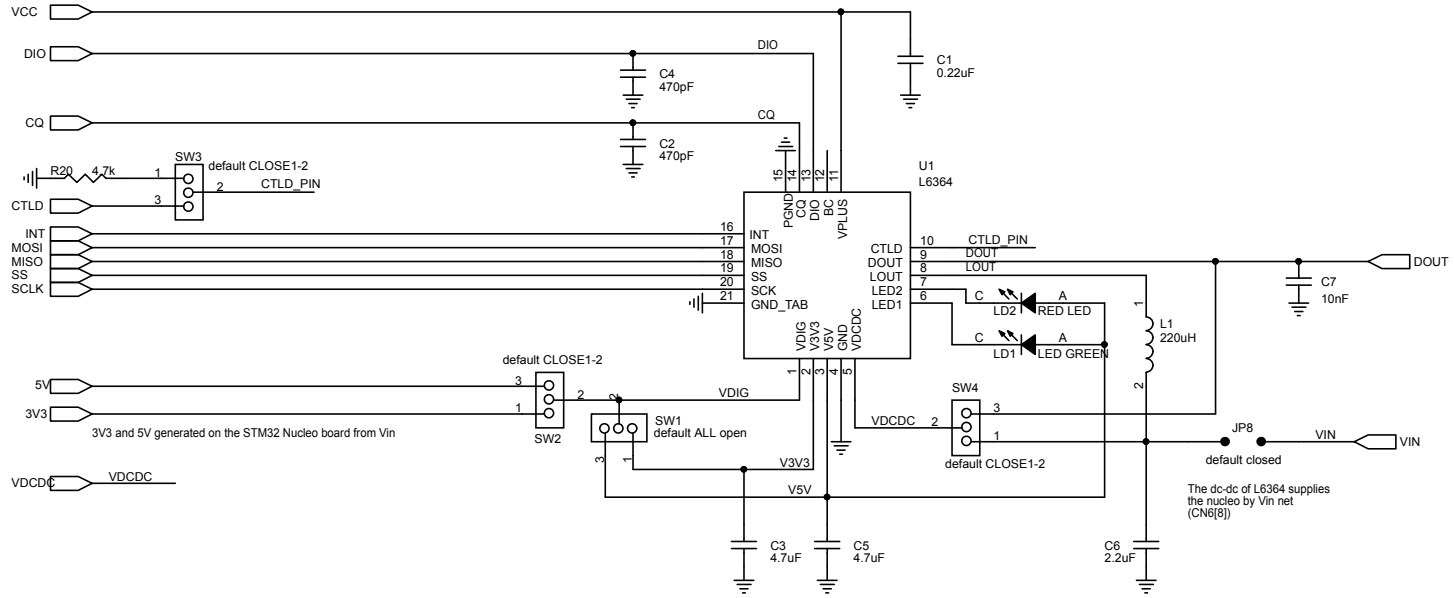 VCC
DIO
DIO
C1
0.22uF
C4
470pF
CQ
CQ
C2
470pF
SW3
default CLOSE1-2
R20 4.7k
1
2
CTLD_PIN
CTLD
3
U1
L6364
15
14
13
12
11
PGND
CQ
DIO
BC
VPLUS
INT
16
INT
MOSI
17
MOSI
MISO
18
MISO
SS
19
SS
SCLK
20
SCK
21
GND_TAB
CTLD
10
CTLD_PIN
DOUT
9
DOUT
DOUT
LOUT
8
LOUT
LED2
7
LED1
6
C
A
LD2
RED LED
C
A
LD1
LED GREEN
C7
10nF
1
L1
220uH
2
VDIG
V3V3
V5V
GND
VDCDC
1
2
3
4
5
default CLOSE1-2
5V
3
2
2
VDIG
3V3
1
SW2
3V3 and 5V generated on the STM32 Nucleo board from Vin
SW1
default ALL open
3
1
V3V3
V5V
VDCDC
VDCDC
SW4
3
VDCDC
2
1
default CLOSE1-2
JP8
VIN
VIN
default closed
The dc-dc of L6364 supplies
the nucleo by Vin net
(CN6[8])
C3
4.7uF
C5
4.7uF
C6
2.2uF